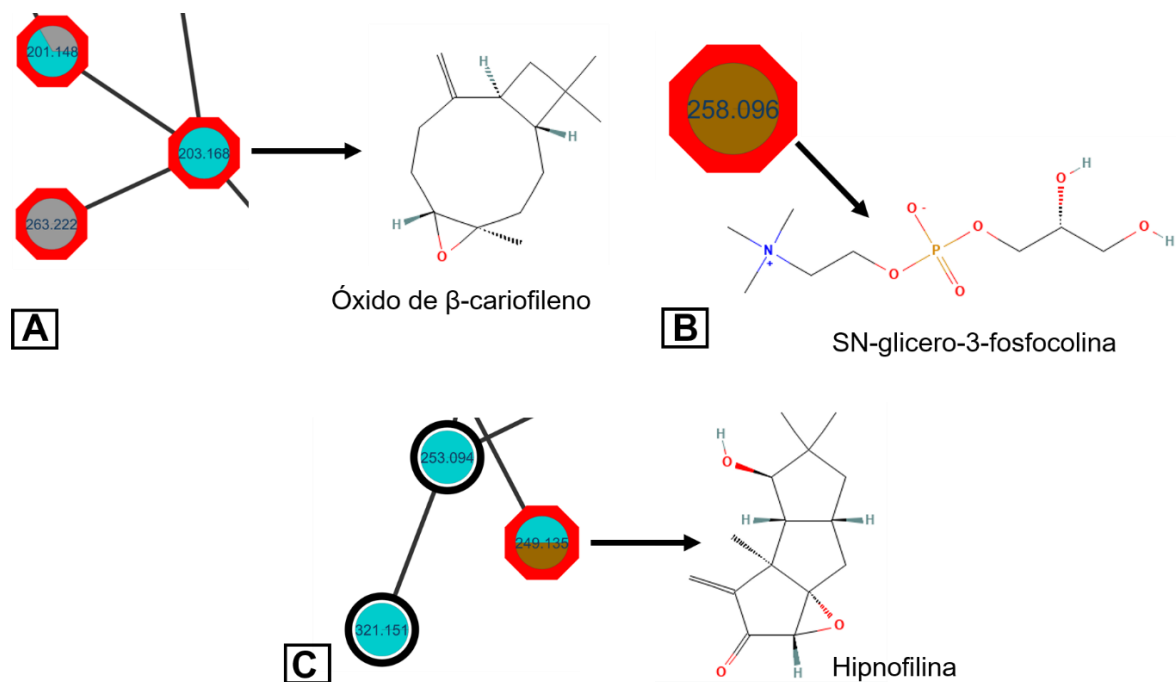 201.148
203.168
263.222
H
H
H
O
Óxido de β-cariofileno
A
258.096
H
O
O
-
O
O
H
N
+
O
P
O
B
SN-glicero-3-fosfocolina
253.094
249.135
321.151
C
H
O
H
H
O
O
H
Hipnofilina